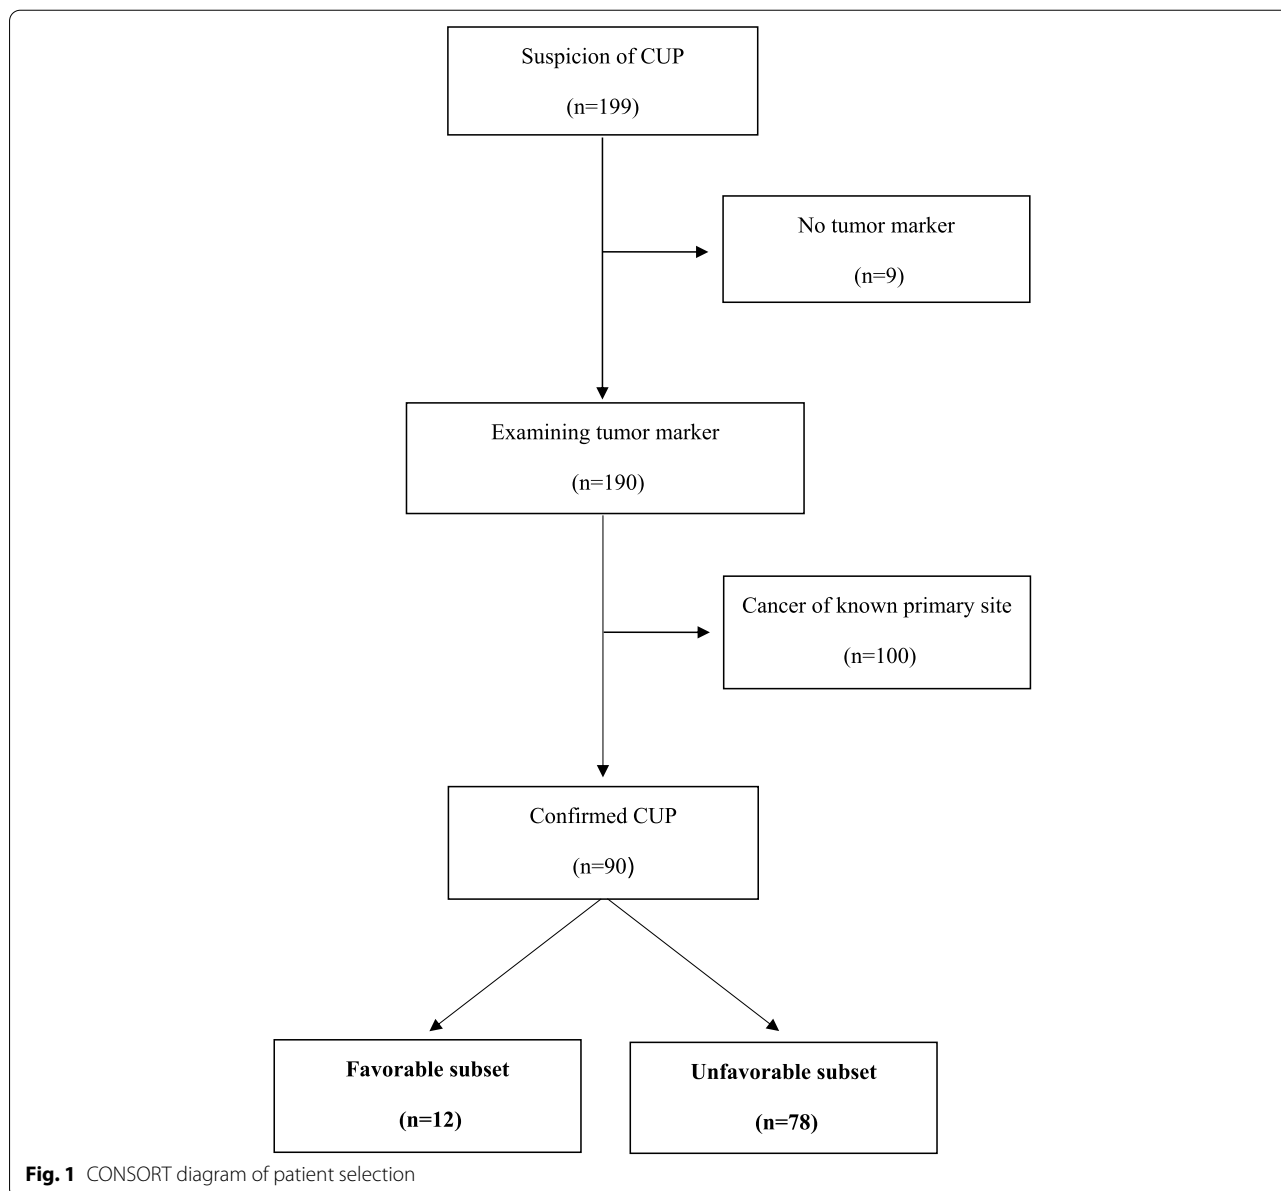 Suspicion of CUP
(n=199)
No tumor marker
(n=9)
Examining tumor marker
(n=190)
Cancer of known primary site
(n=100)
Confirmed CUP
(n=90)
Favorable subset
(n=12)
Unfavorable subset
(n=78)
Fig. 1 CONSORT diagram of patient selection